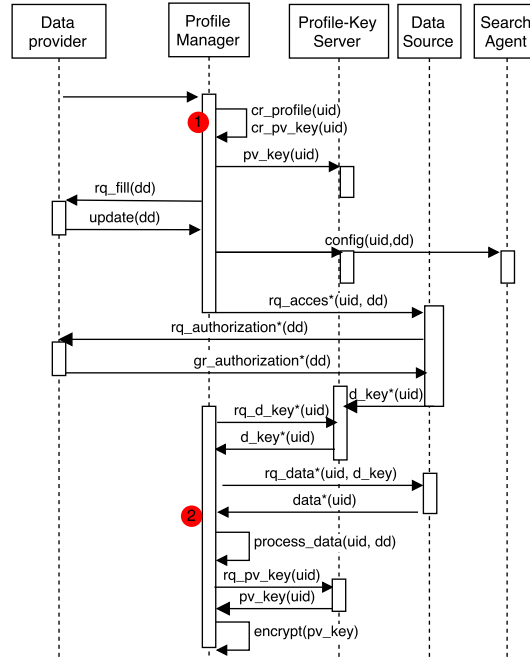 Data
provider
Profile
Manager
Profile-Key
Server
Data
Source
Search
Agent
cr_profile(uid)
1
cr_pv_key(uid)
pv_key(uid)
rq_fill(dd)
update(dd)
config(uid,dd)
rq_acces*(uid, dd)
rq_authorization*(dd)
gr_authorization*(dd)
d_key*(uid)
rq_d_key*(uid)
d_key*(uid)
rq_data*(uid, d_key)
data*(uid)
2
process_data(uid, dd)
rq_pv_key(uid)
pv_key(uid)
encrypt(pv_key)